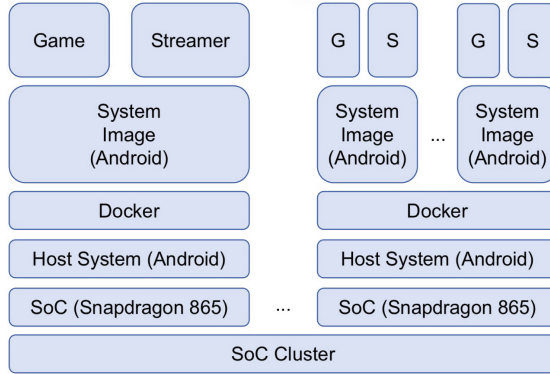 Game
Streamer
G
S
G
S
System
Image
(Android)
System
Image
(Android)
...
System
Image
(Android)
Docker
Docker
Host System (Android)
Host System (Android)
SoC (Snapdragon 865)
...
SoC (Snapdragon 865)
SoC Cluster